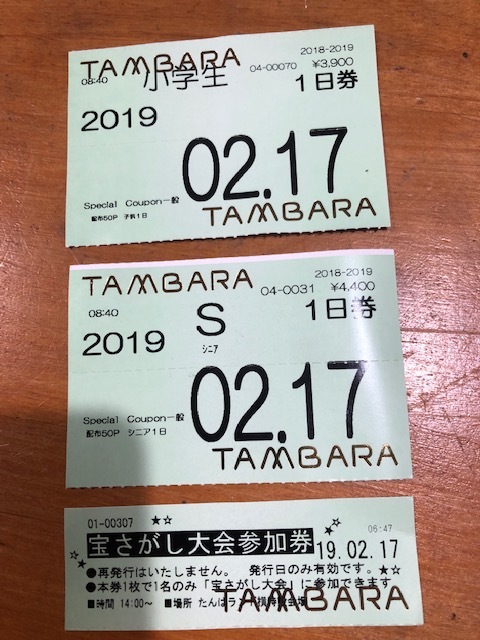 TAMBARA
2018-2019
08:40
小学生
04-00070
¥3,900
1日券
2019
02.17
Special Coupon一般
配布50P 子供1日
TAMBARA
TAMBARA
2018-2019
04-0031
¥4,400
08:40
S
1日券
シニア
2019
02.17
Special Coupon一般
配布50P シニア1日
TAMBARA
01-00307
★☆
06:47
宝さがし大会参加券
19.02.17
●再発行はいたしません。 発行日のみ有効です。★☆
●本券1枚で1名のみ「宝さがし大会」に参加できます
■時間 14:00～ ■場所 たんばら
TAMBARA